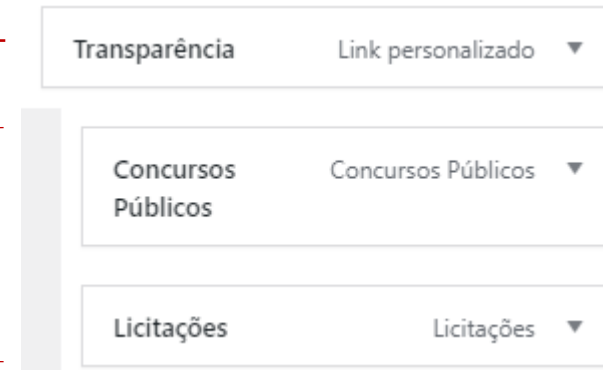 Transparência Link personalizado
Concursos Concursos Públicos
Públicos
Licitações Licitações